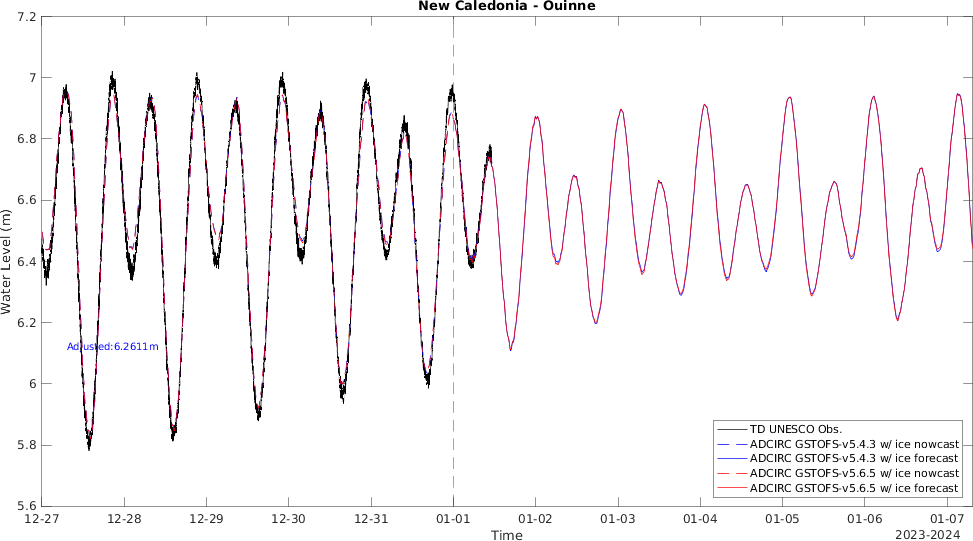 New Caledonia - Ouinne
7.2
7
6.8
6.6
6.4
6.2
6
5.8
5.6
Water Level (m)
Adjusted:6.2611m
TD UNESCO Obs.
ADCIRC GSTOFS-v5.4.3 w/ ice nowcast
ADCIRC GSTOFS-v5.4.3 w/ ice forecast
ADCIRC GSTOFS-v5.6.5 w/ ice nowcast
ADCIRC GSTOFS-v5.6.5 w/ ice forecast
12-27 12-28 12-29 12-30 12-31 01-01 01-02 01-03 01-04 01-05 01-06 01-07
Time
2023-2024